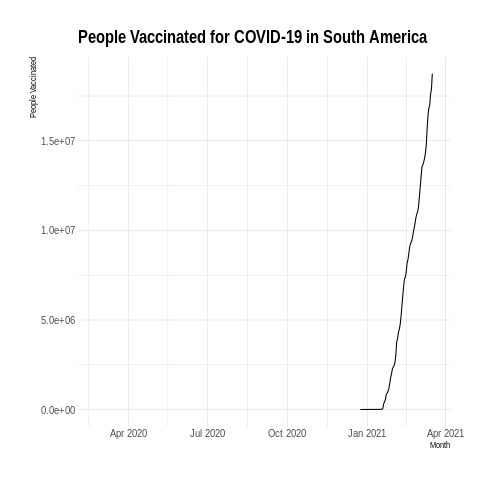 People Vaccinated for COVID-19 in South America
People Vaccinated
1.5e+07
1.0e+07
5.0e+06
0.0e+00
Apr 2020 Jul 2020 Oct 2020 Jan 2021 Apr 2021
Month